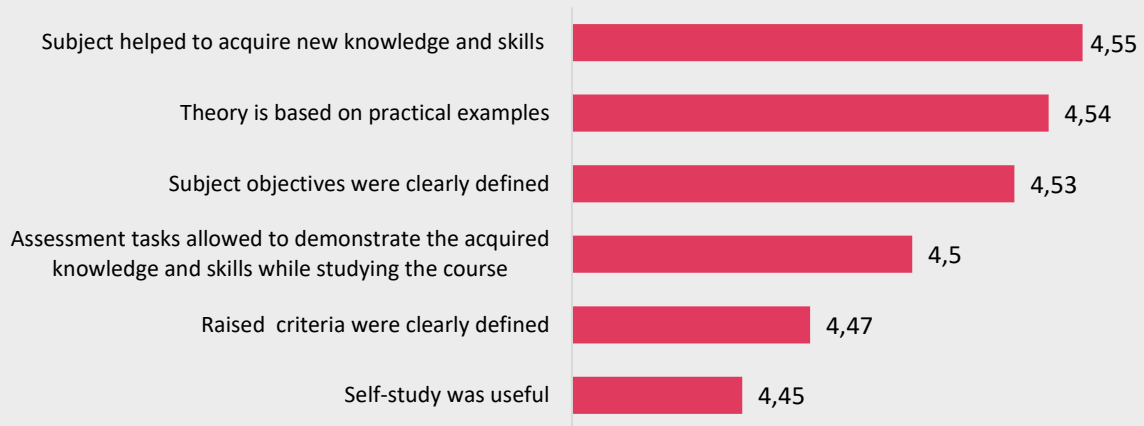 Subject helped to acquire new knowledge and skills 4,55
Theory is based on practical examples 4,54
Subject objectives were clearly defined 4,53
Assessment tasks allowed to demonstrate the acquired
knowledge and skills while studying the course 4,5
Raised criteria were clearly defined 4,47
Self-study was useful 4,45